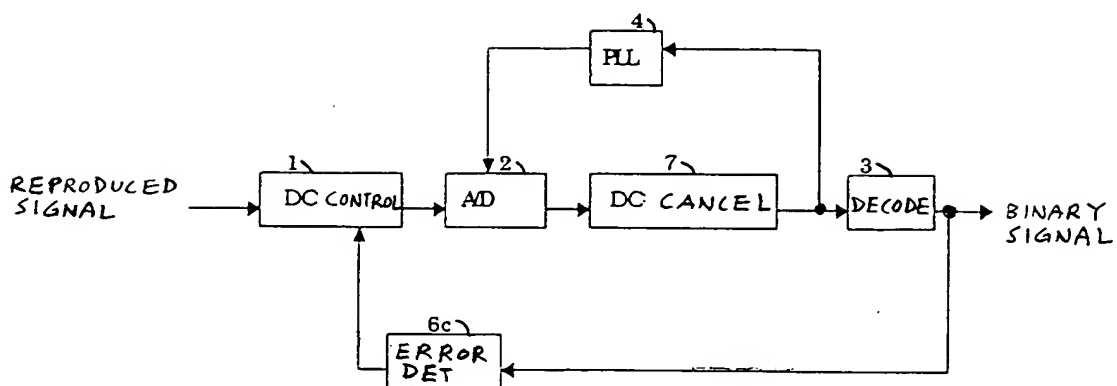 4
PLL
1
2
7
3
REPRODUCED
SIGNAL
DC CONTROL
A/D
DC CANCEL
DECODE
BINARY
SIGNAL
6c
ERROR
DET